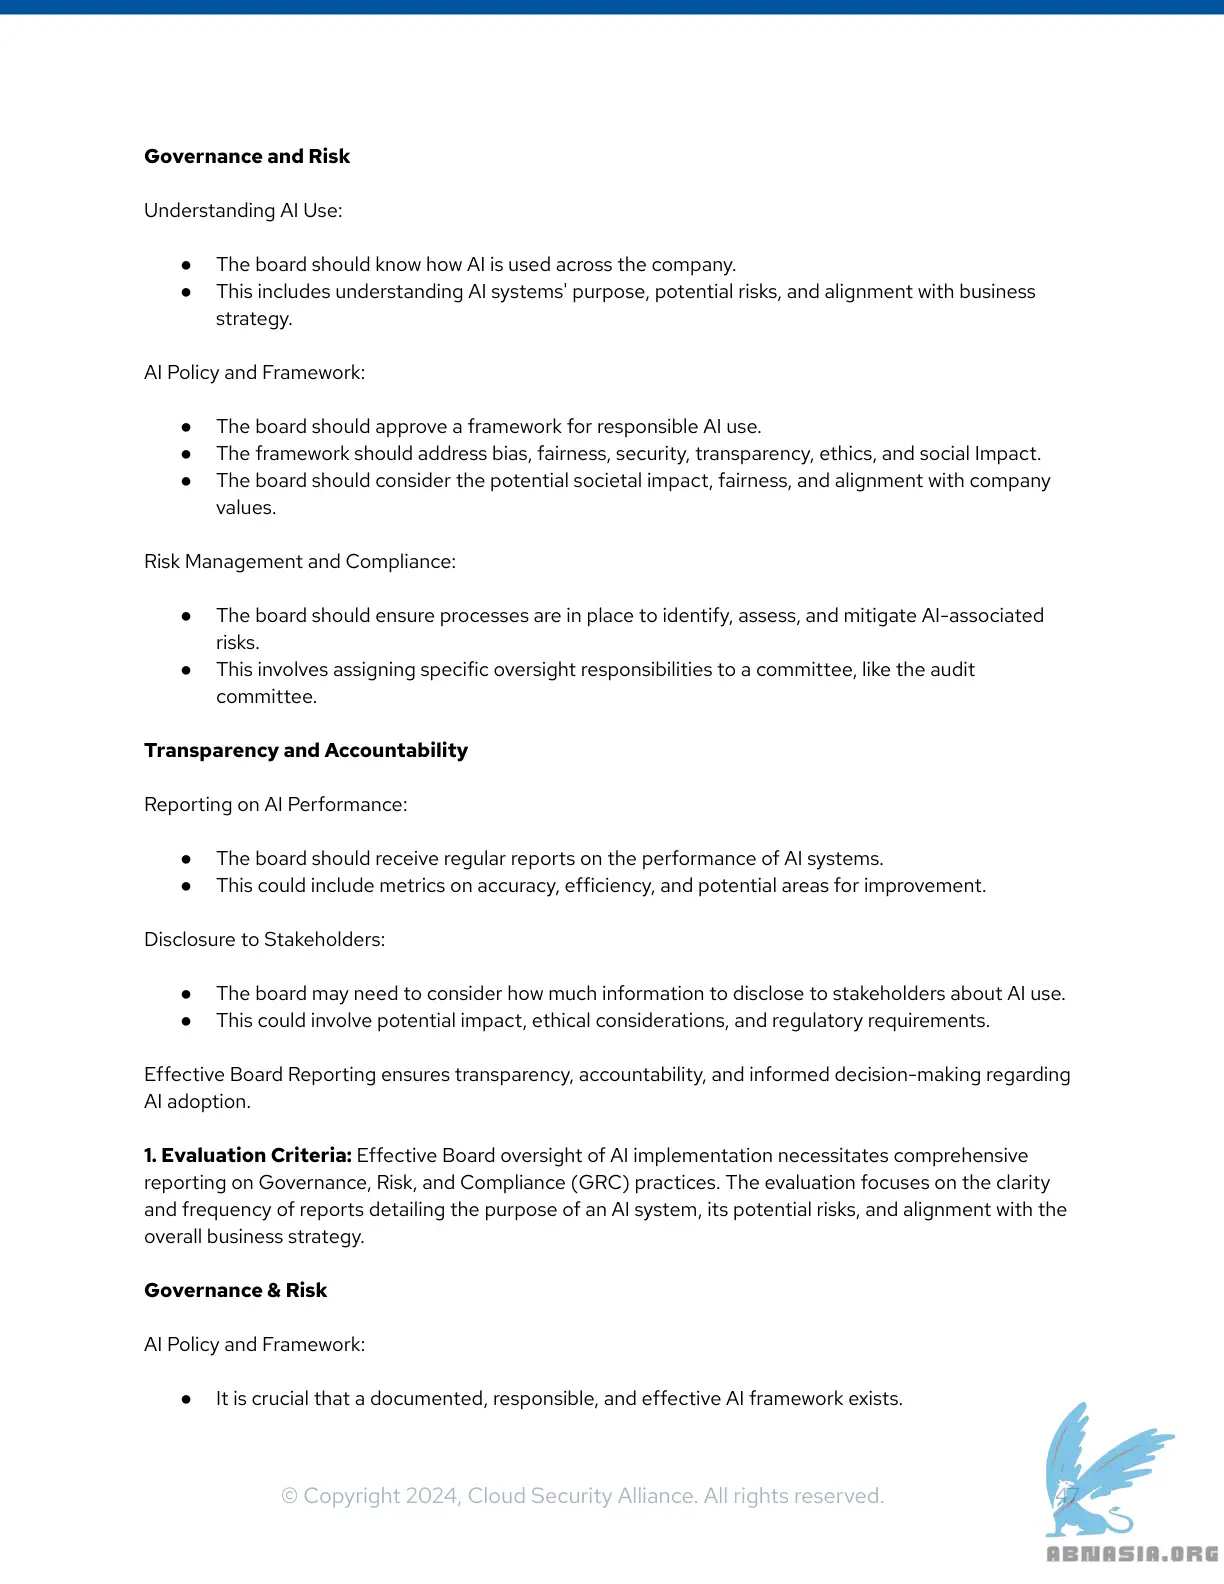 Governance and Risk
Understanding AI Use:
● The board should know how AI is used across the company.
● This includes understanding AI systems' purpose, potential risks, and alignment with business
strategy.
AI Policy and Framework:
● The board should approve a framework for responsible AI use.
● The framework should address bias, fairness, security, transparency, ethics, and social Impact.
● The board should consider the potential societal impact, fairness, and alignment with company
values.
Risk Management and Compliance:
● The board should ensure processes are in place to identify, assess, and mitigate AI-associated
risks.
● This involves assigning specific oversight responsibilities to a committee, like the audit
committee.
Transparency and Accountability
Reporting on AI Performance:
● The board should receive regular reports on the performance of AI systems.
● This could include metrics on accuracy, efficiency, and potential areas for improvement.
Disclosure to Stakeholders:
● The board may need to consider how much information to disclose to stakeholders about AI use.
● This could involve potential impact, ethical considerations, and regulatory requirements.
Effective Board Reporting ensures transparency, accountability, and informed decision-making regarding
AI adoption.
1. Evaluation Criteria: Effective Board oversight of AI implementation necessitates comprehensive
reporting on Governance, Risk, and Compliance (GRC) practices. The evaluation focuses on the clarity
and frequency of reports detailing the purpose of an AI system, its potential risks, and alignment with the
overall business strategy.
Governance & Risk
AI Policy and Framework:
● It is crucial that a documented, responsible, and effective AI framework exists.
© Copyright 2024, Cloud Security Alliance. All rights reserved.
47
ABNASIA.ORG